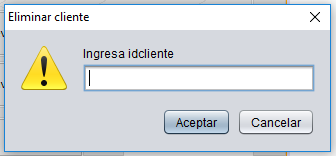 Eliminar cliente
Ingresa idcliente
Aceptar
Cancelar